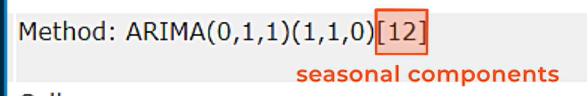 Method: ARIMA(0,1,1)(1,1,0)[12]
seasonal components